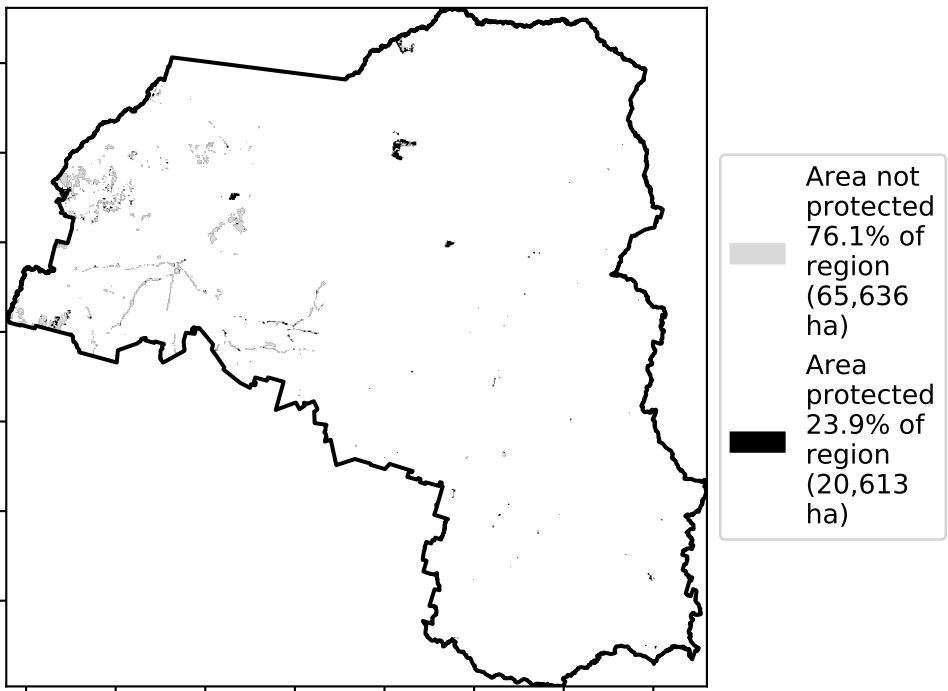 Area not
protected
76.1% of
region
(65,636
ha)
Area
protected
23.9% of
region
(20,613
ha)